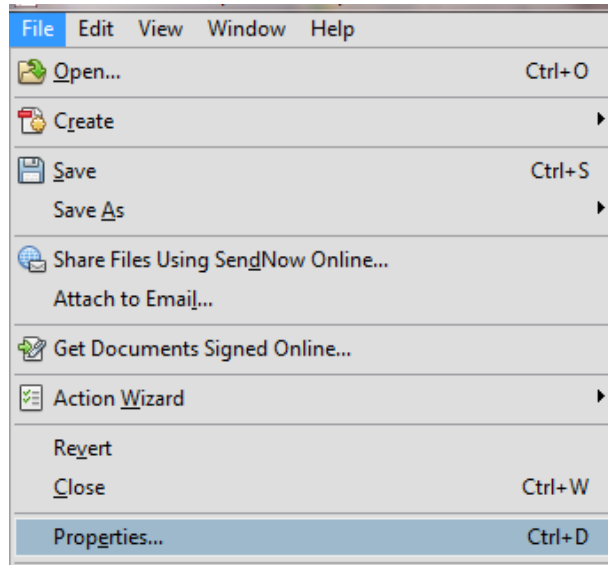 File Edit View Window Help
Open... Ctrl+O
Create
Save Ctrl+S
Save As
Share Files Using SendNow Online...
Attach to Email...
Get Documents Signed Online...
Action Wizard
Revert
Close Ctrl+W
Properties... Ctrl+D